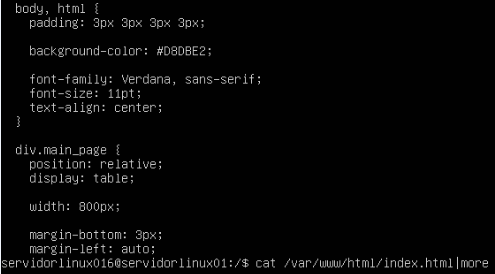 body, html {
padding: 3px 3px 3px 3px;
background-color: #D8DBE2;
font-family: Verdana, sans-serif;
font-size: 11pt;
text-align: center;
}
div.main_page {
position: relative;
display: table;
width: 800px;
margin-bottom: 3px;
margin-left: auto;
servidorlinux016@servidorlinux01:/$ cat /var/www/html/index.html|more